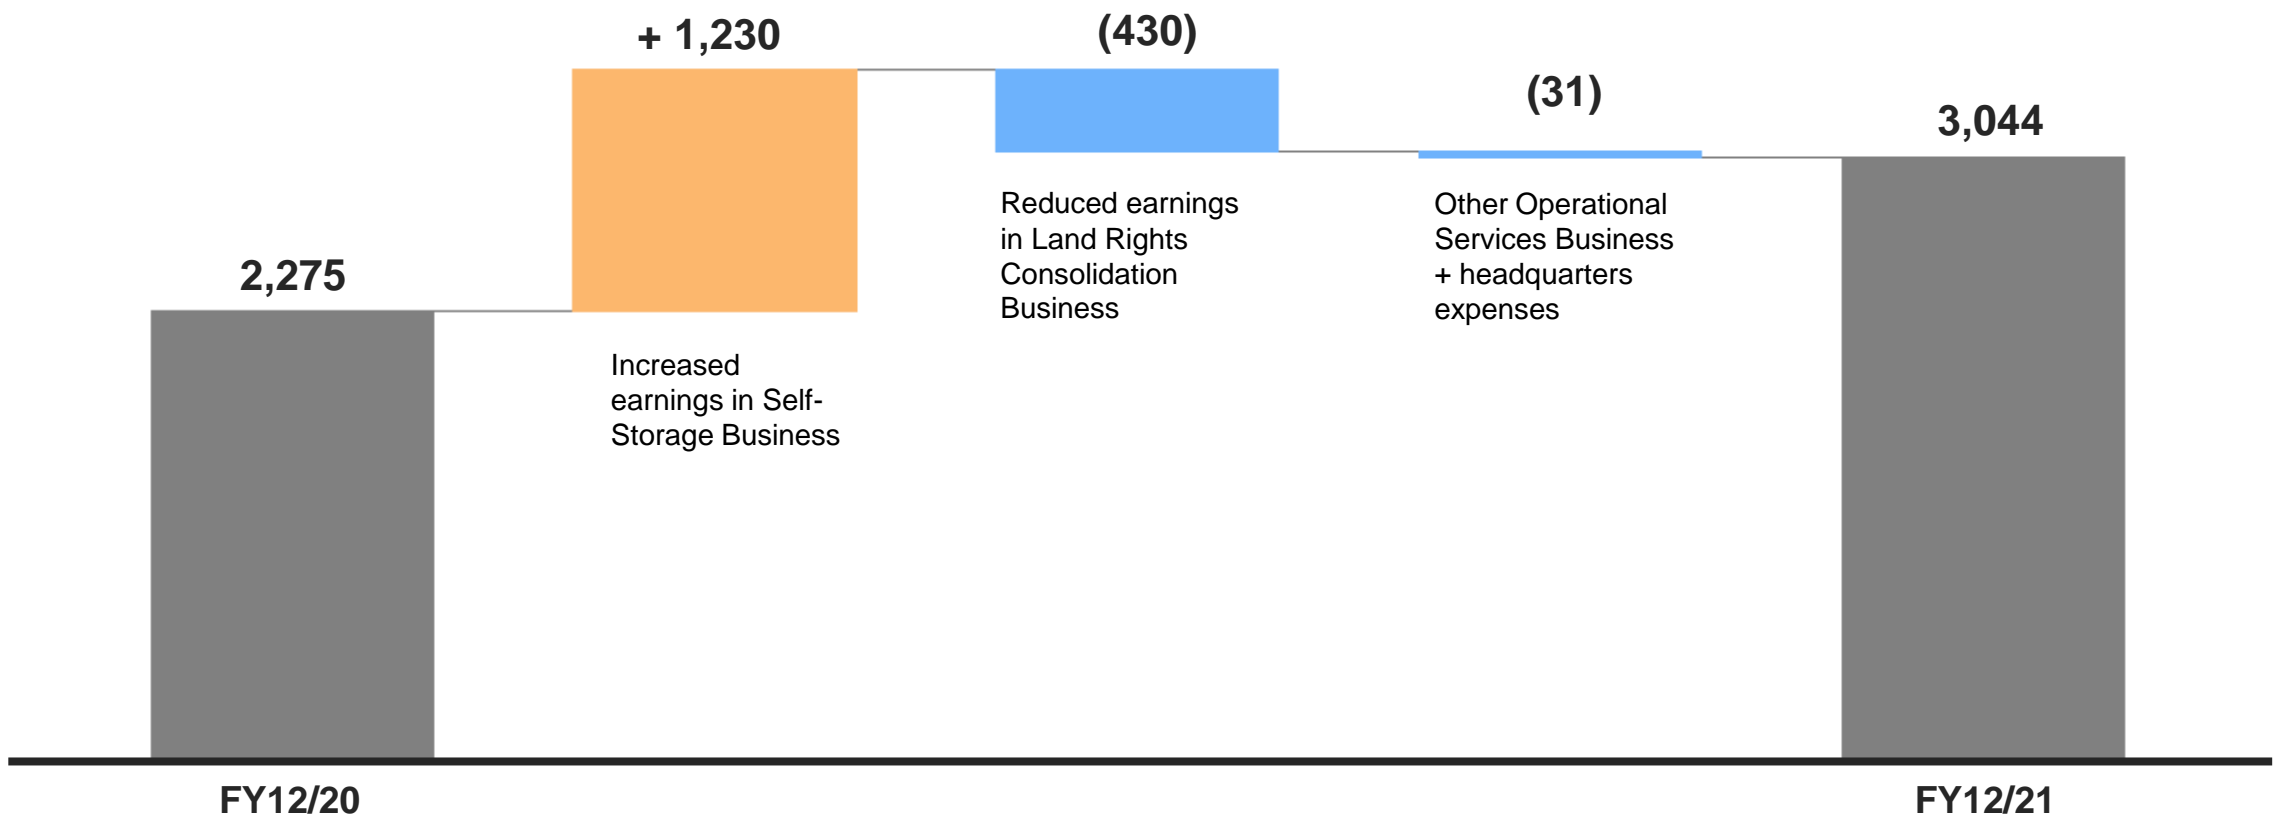 + 1,230
(430)
(31)
3,044
2,275
Increased
earnings in Self-
Storage Business
Reduced earnings
in Land Rights
Consolidation
Business
Other Operational
Services Business
+ headquarters
expenses
FY12/20
FY12/21